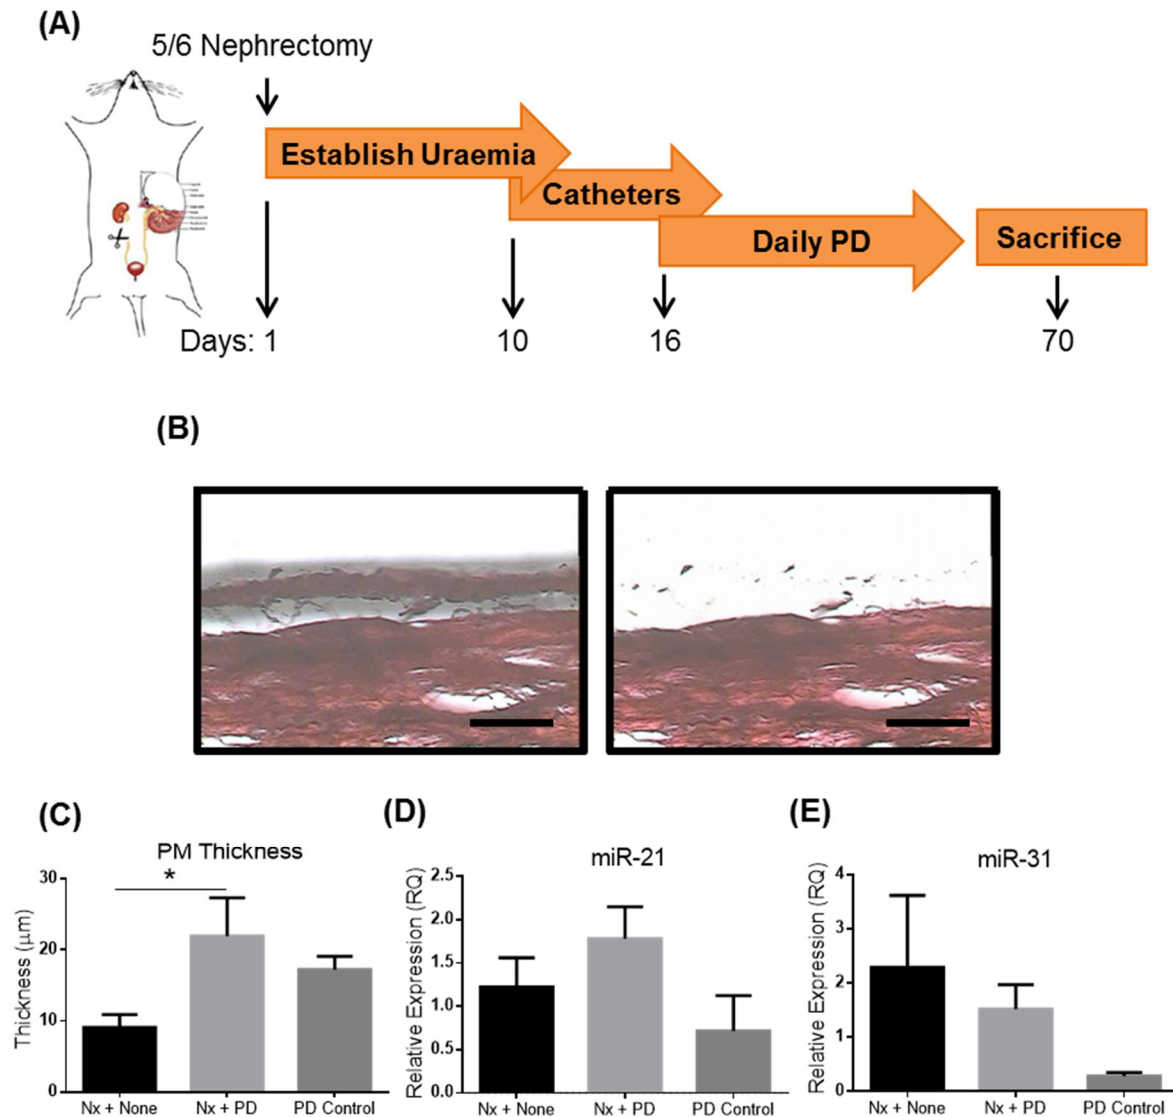 (A)
5/6 Nephrectomy
Establish Uraemia
Catheters
Daily PD
Sacrifice
Days: 1
10
16
70
(B)
(C)
PM Thickness
*
Thickness (μm)
30
20
10
0
Nx + None
Nx + PD
PD Control
(D)
miR-21
Relative Expression (RQ)
2.5
2.0
1.5
1.0
0.5
0.0
Nx + None
Nx + PD
PD Control
(E)
miR-31
Relative Expression (RQ)
4
3
2
1
0
Nx + None
Nx + PD
PD Control